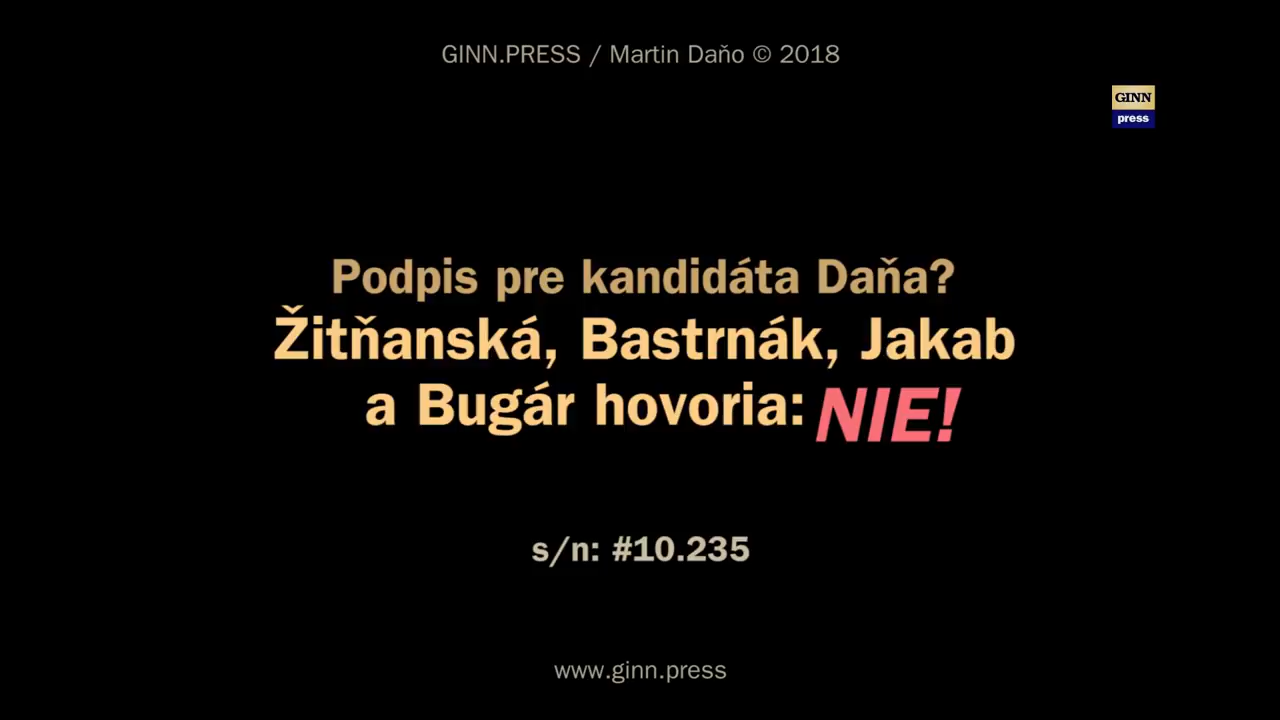 GINN.PRESS / Martin Daňo © 2018
GINN
press
Podpis pre kandidáta Daňa?
Žitňanská, Bastrnák, Jakab
a Bugár hovoria: NIE!
s/n: #10.235
www.ginn.press